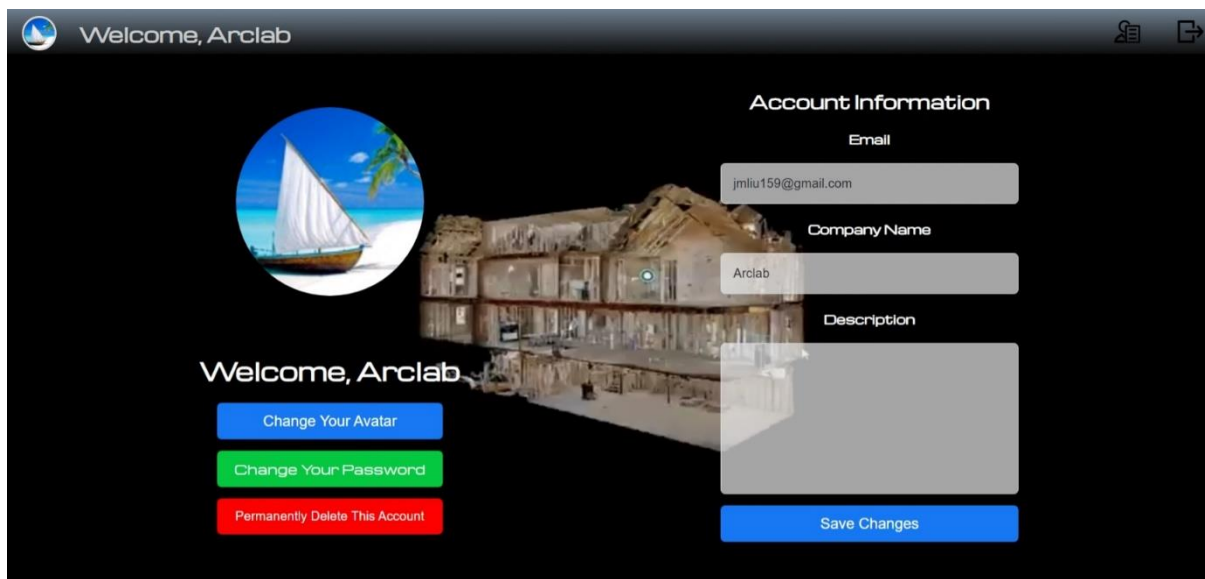 Welcome, Arclab
Welcome, Arclab
Change Your Avatar
Change Your Password
Permanently Delete This Account
Account Information
Email
jmliu159@gmail.com
Company Name
Arclab
Description
Save Changes